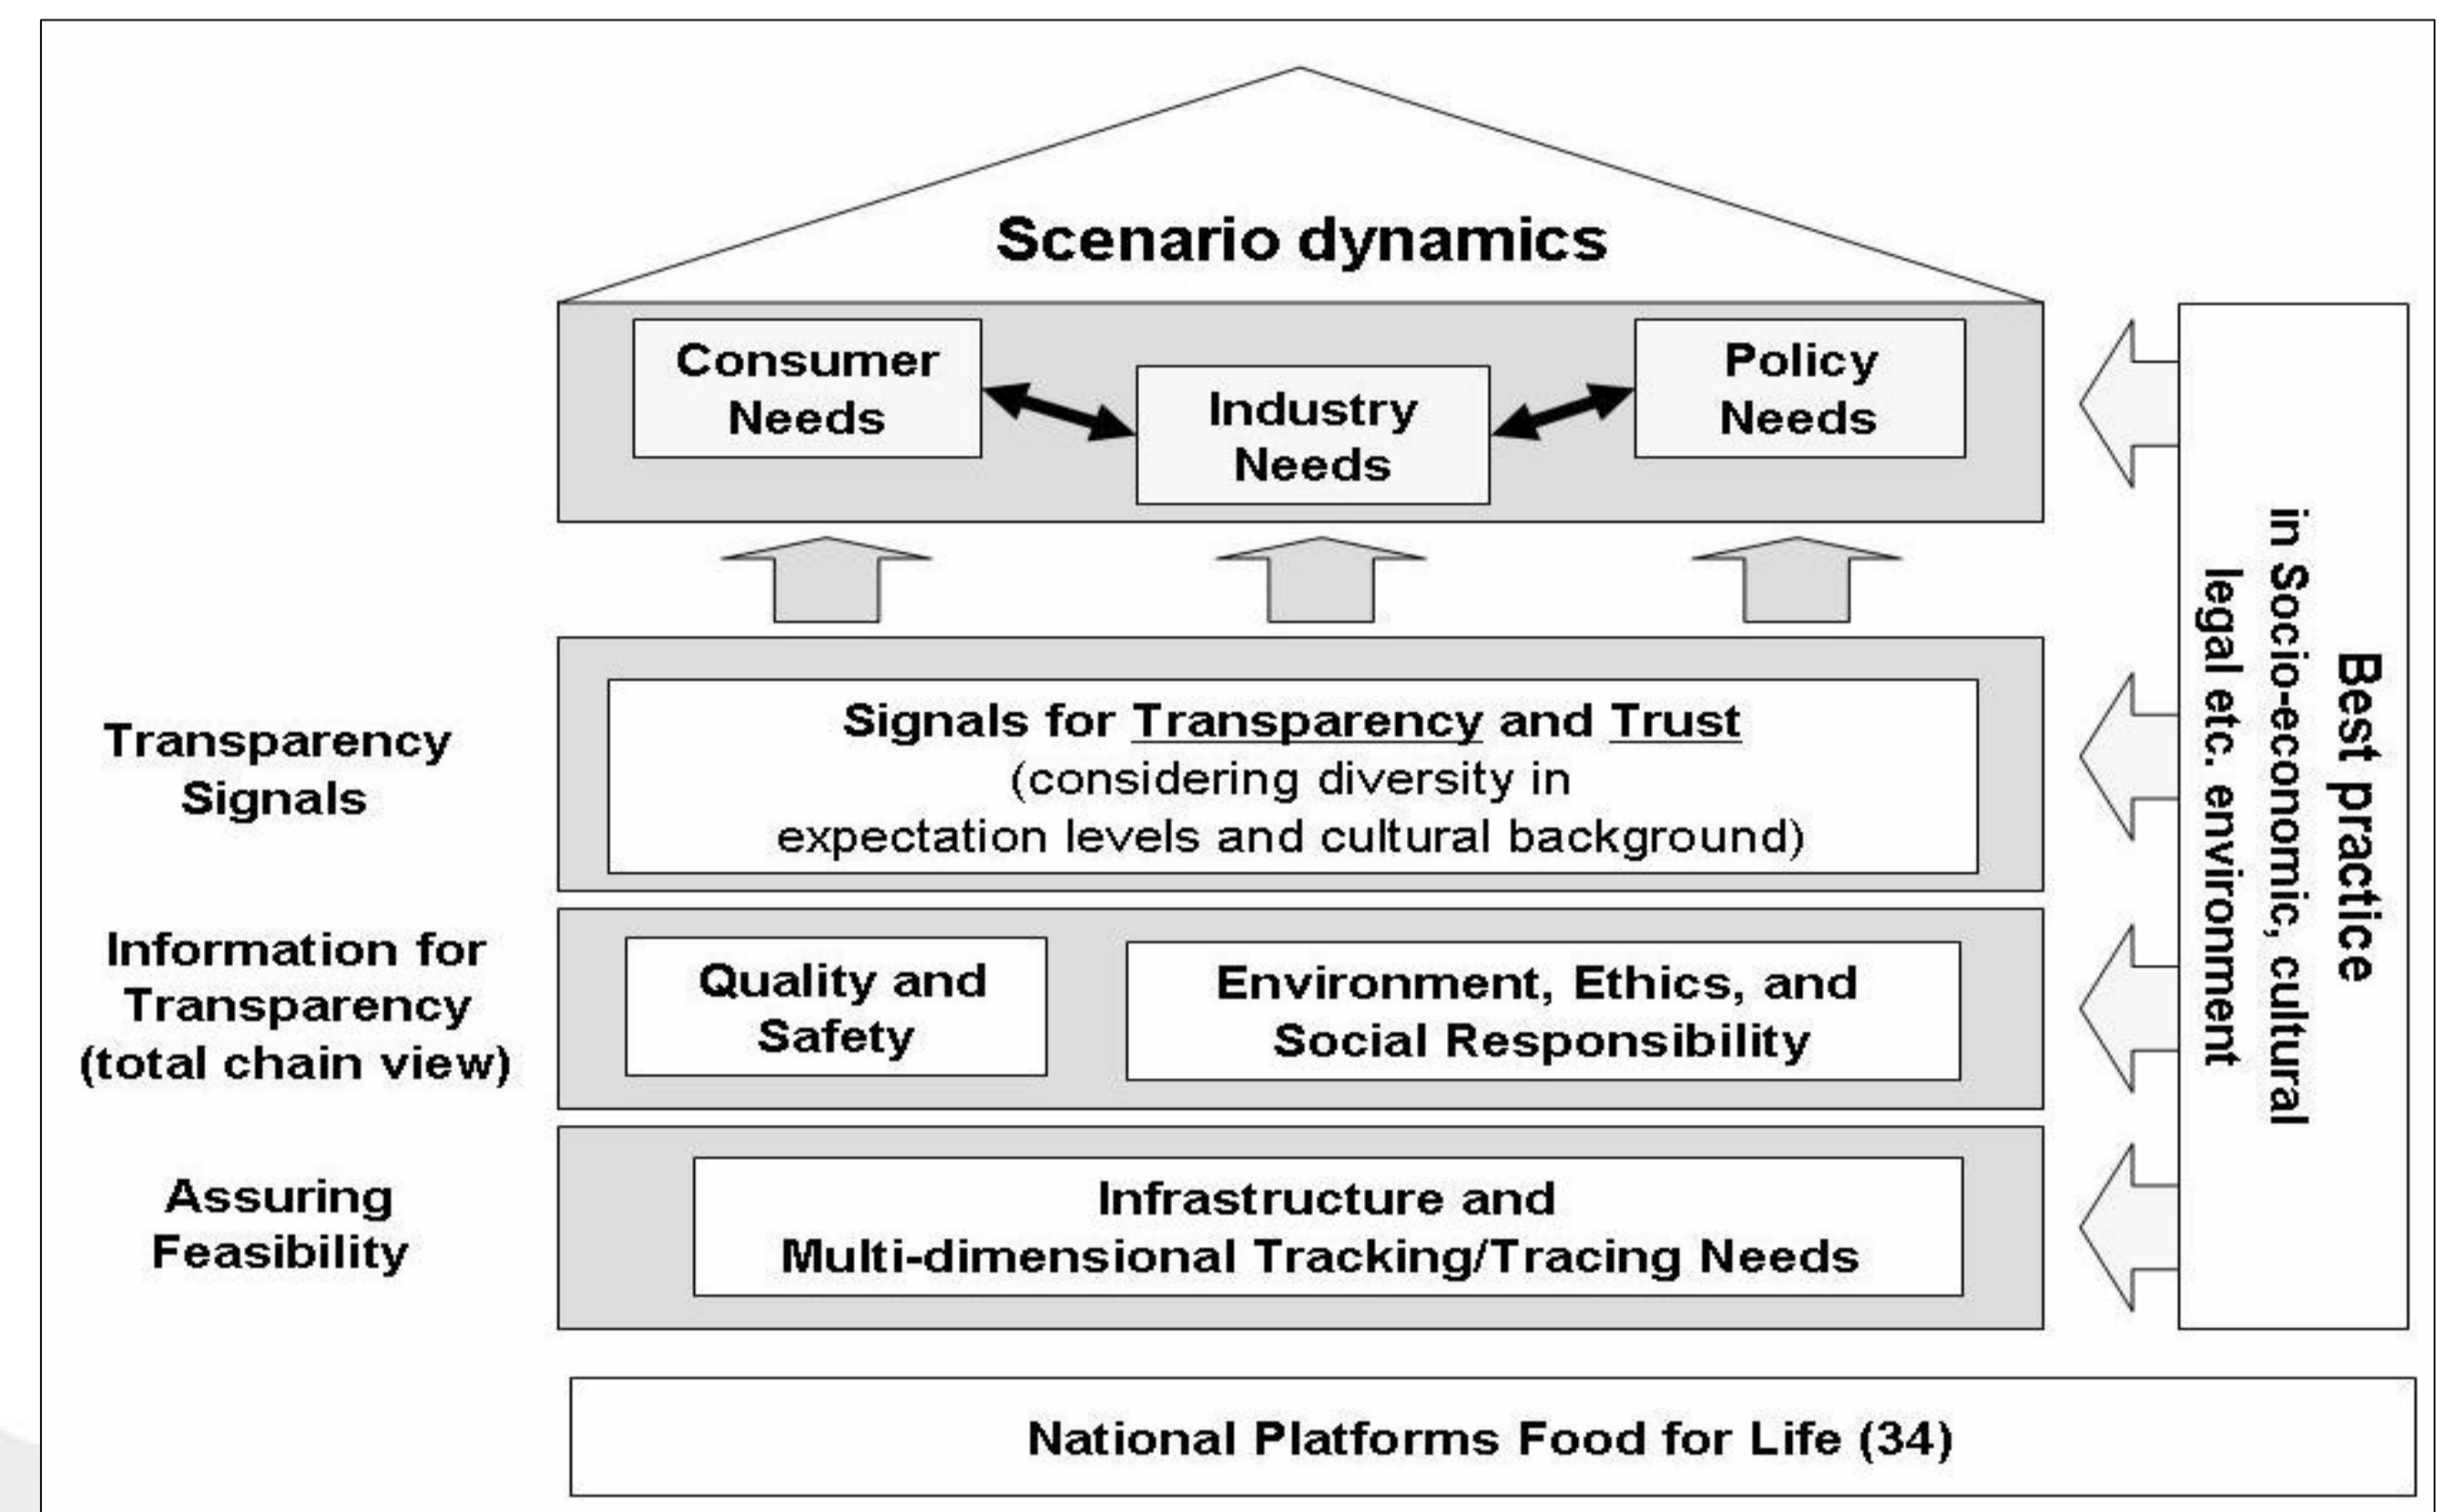 Scenario dynamics
Consumer
Needs
Industry
Needs
Policy
Needs
Transparency
Signals
Signals for Transparency and Trust
(considering diversity in
expectation levels and cultural background)
Information for
Transparency
(total chain view)
Quality and
Safety
Environment, Ethics, and
Social Responsibility
Assuring
Feasibility
Infrastructure and
Multi-dimensional Tracking/Tracing Needs
Best practice
in Socio-economic, cultural
legal etc. environment
National Platforms Food for Life (34)